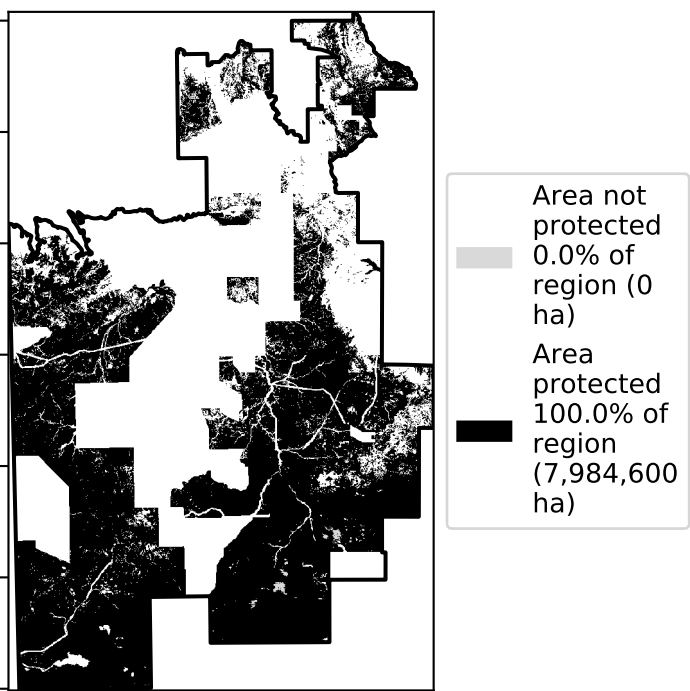 Area not
protected
0.0% of
region (0
ha)
Area
protected
100.0% of
region
(7,984,600
ha)